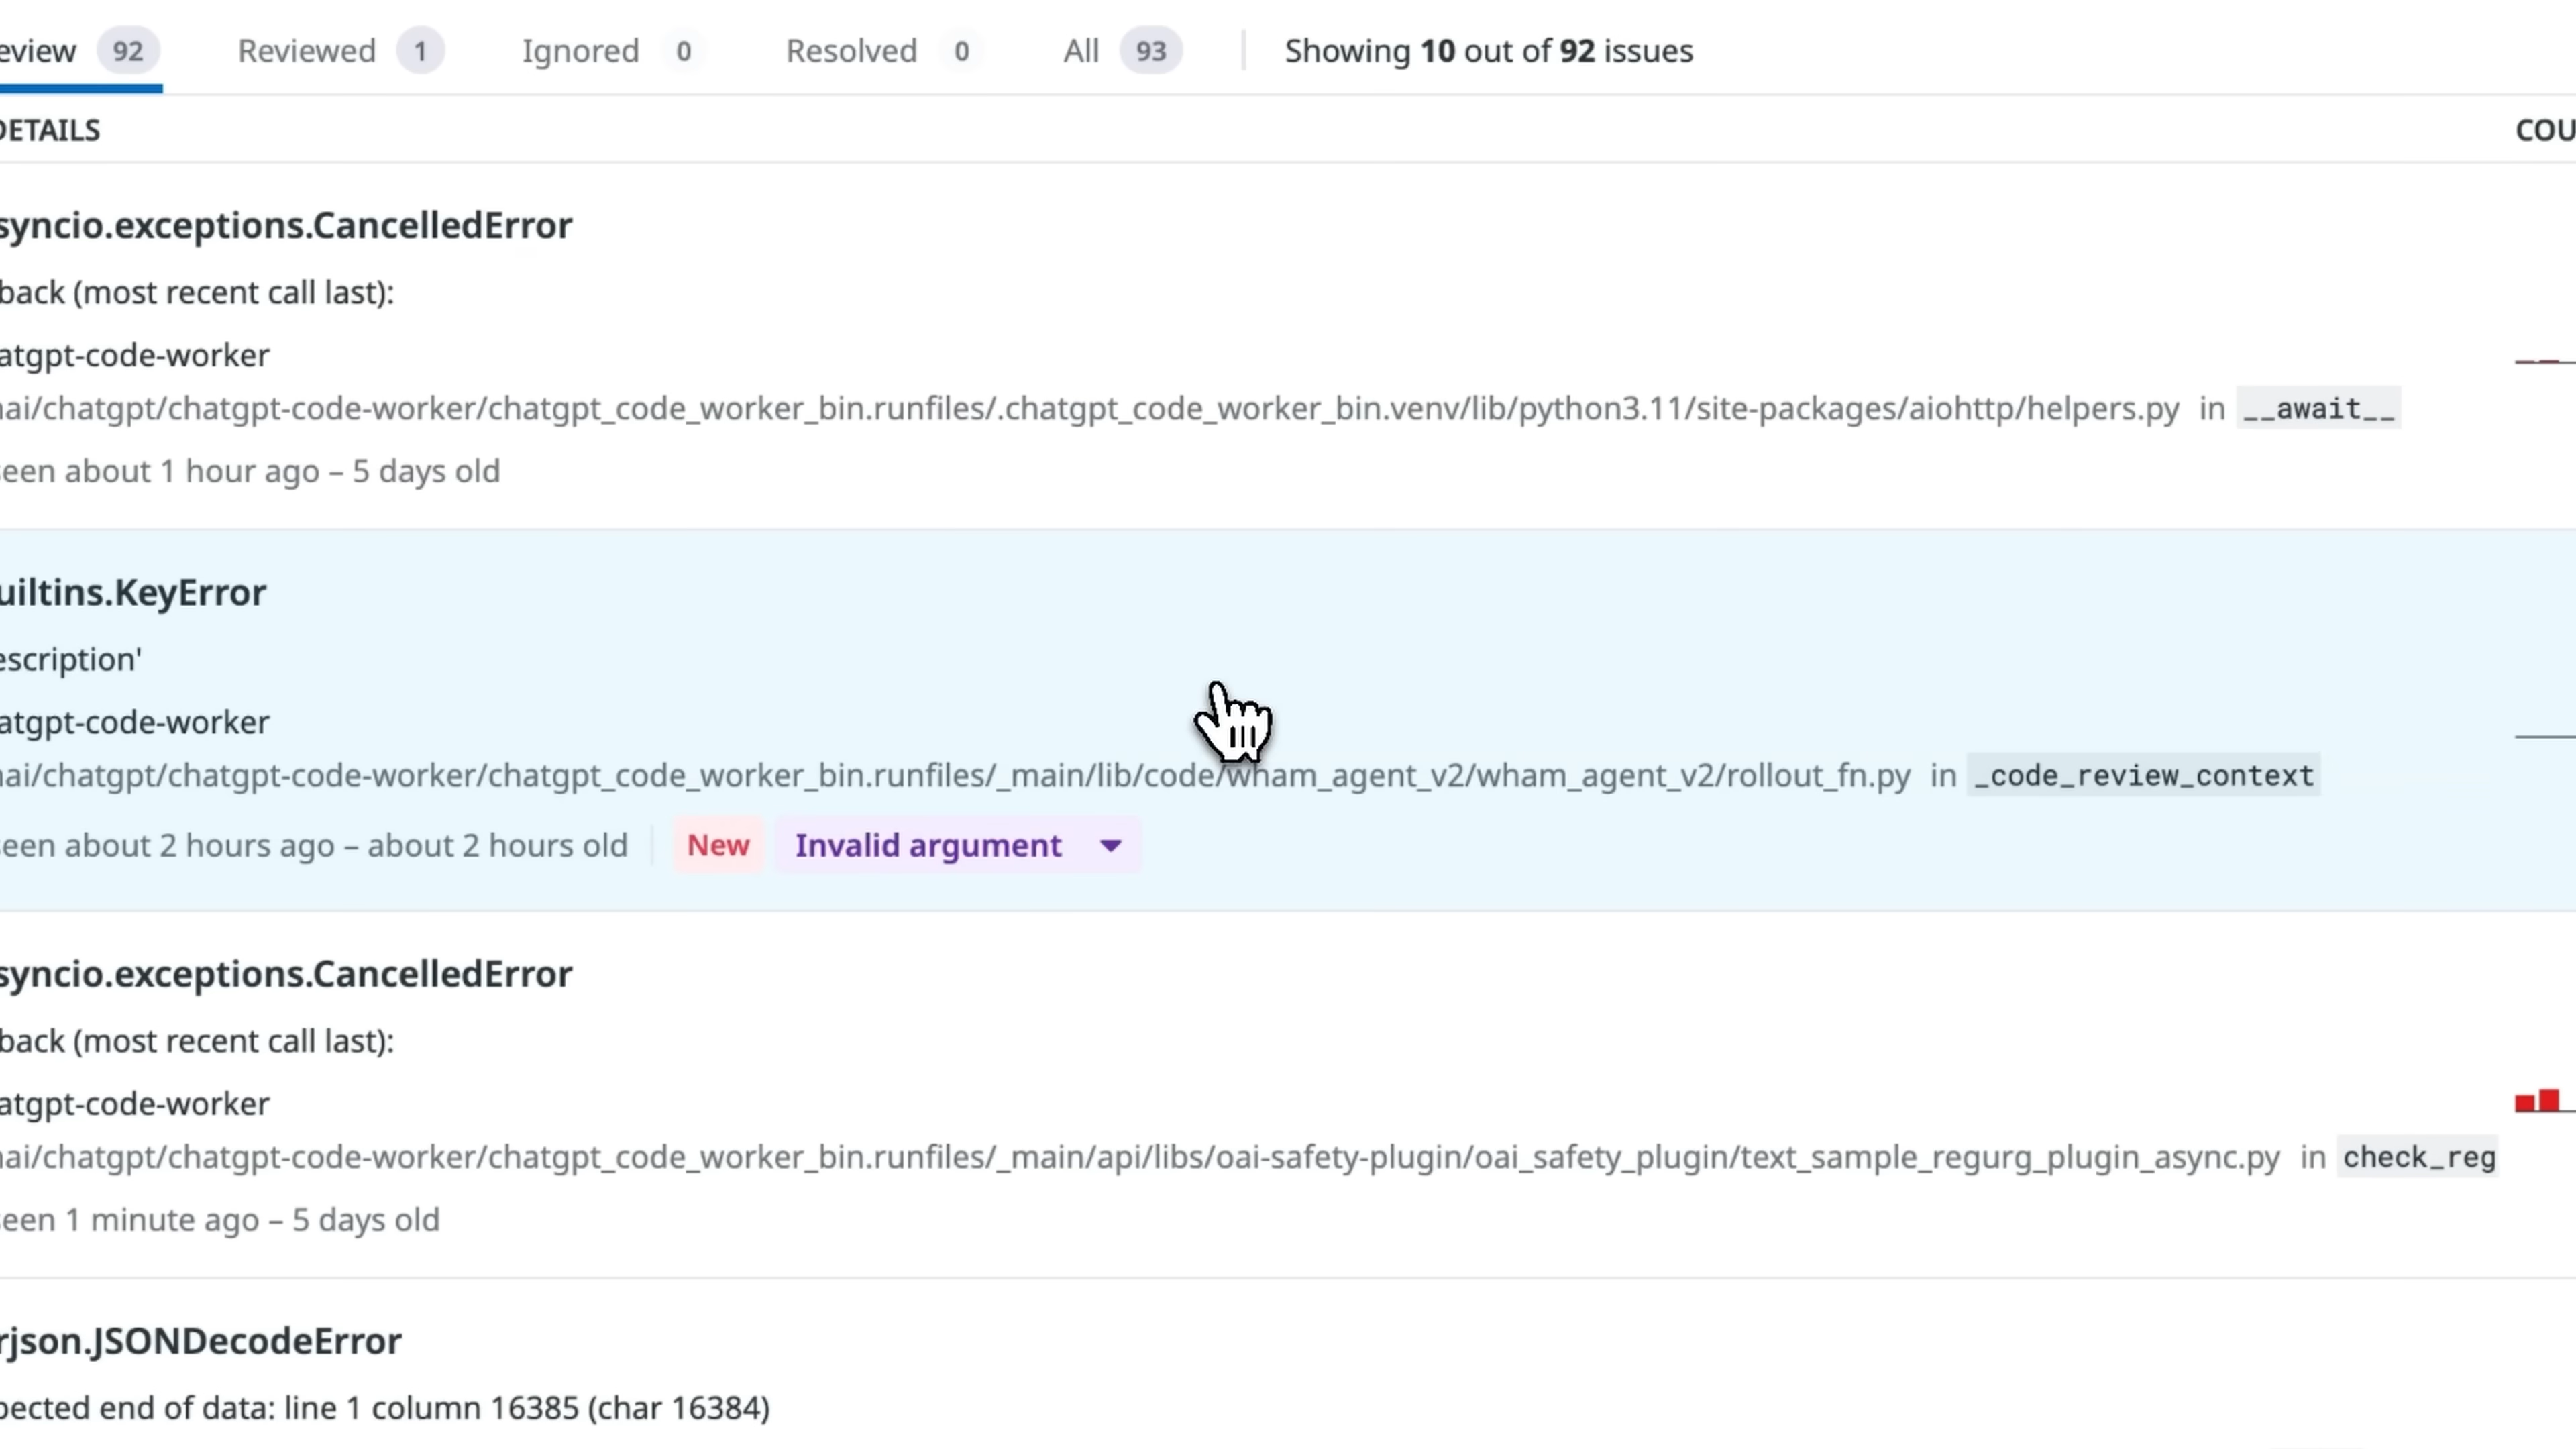 eview 92 Reviewed 1 Ignored 0 Resolved 0 All 93 Showing 10 out of 92 issues
DETAILS COU
syncio.exceptions.CancelledError
back (most recent call last):
atgpt-code-worker
ai/chatgpt/chatgpt-code-worker/chatgpt_code_worker_bin.runfiles/.chatgpt_code_worker_bin.venv/lib/python3.11/site-packages/aiohttp/helpers.py in __await__
een about 1 hour ago – 5 days old
uiltins.KeyError
escription'
atgpt-code-worker
ai/chatgpt/chatgpt-code-worker/chatgpt_code_worker_bin.runfiles/_main/lib/code/wham_agent_v2/wham_agent_v2/rollout_fn.py in _code_review_context
een about 2 hours ago – about 2 hours old New Invalid argument
syncio.exceptions.CancelledError
back (most recent call last):
atgpt-code-worker
ai/chatgpt/chatgpt-code-worker/chatgpt_code_worker_bin.runfiles/_main/api/libs/oai-safety-plugin/oai_safety_plugin/text_sample_regurg_plugin_async.py in check_reg
een 1 minute ago – 5 days old
rjson.JSONDecodeError
pected end of data: line 1 column 16385 (char 16384)